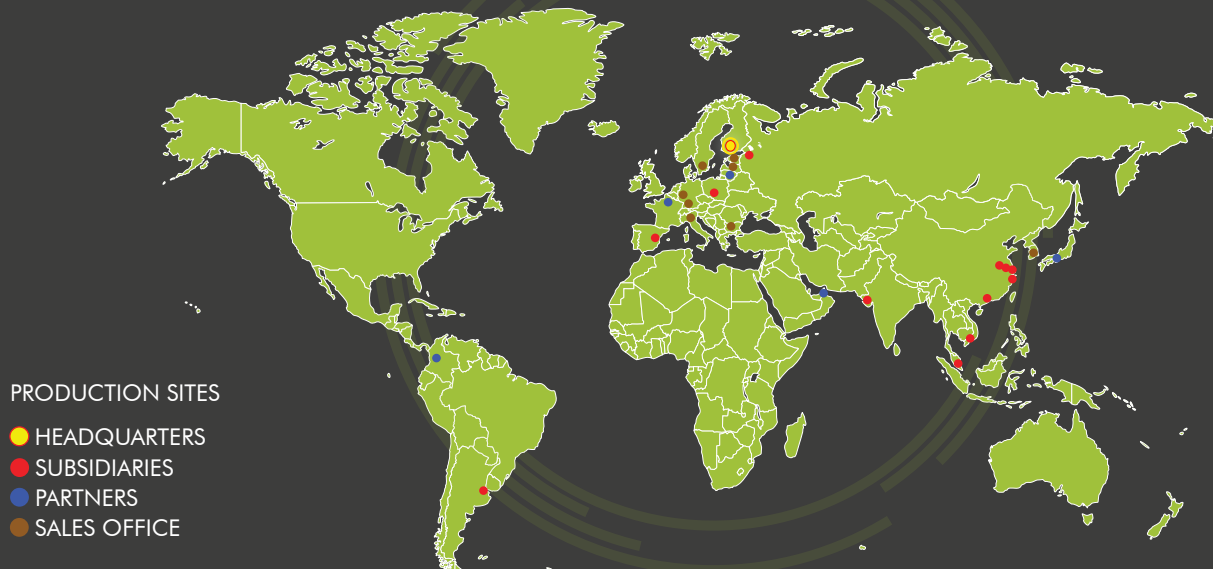 PRODUCTION SITES
HEADQUARTERS
SUBSIDIARIES
PARTNERS
SALES OFFICE